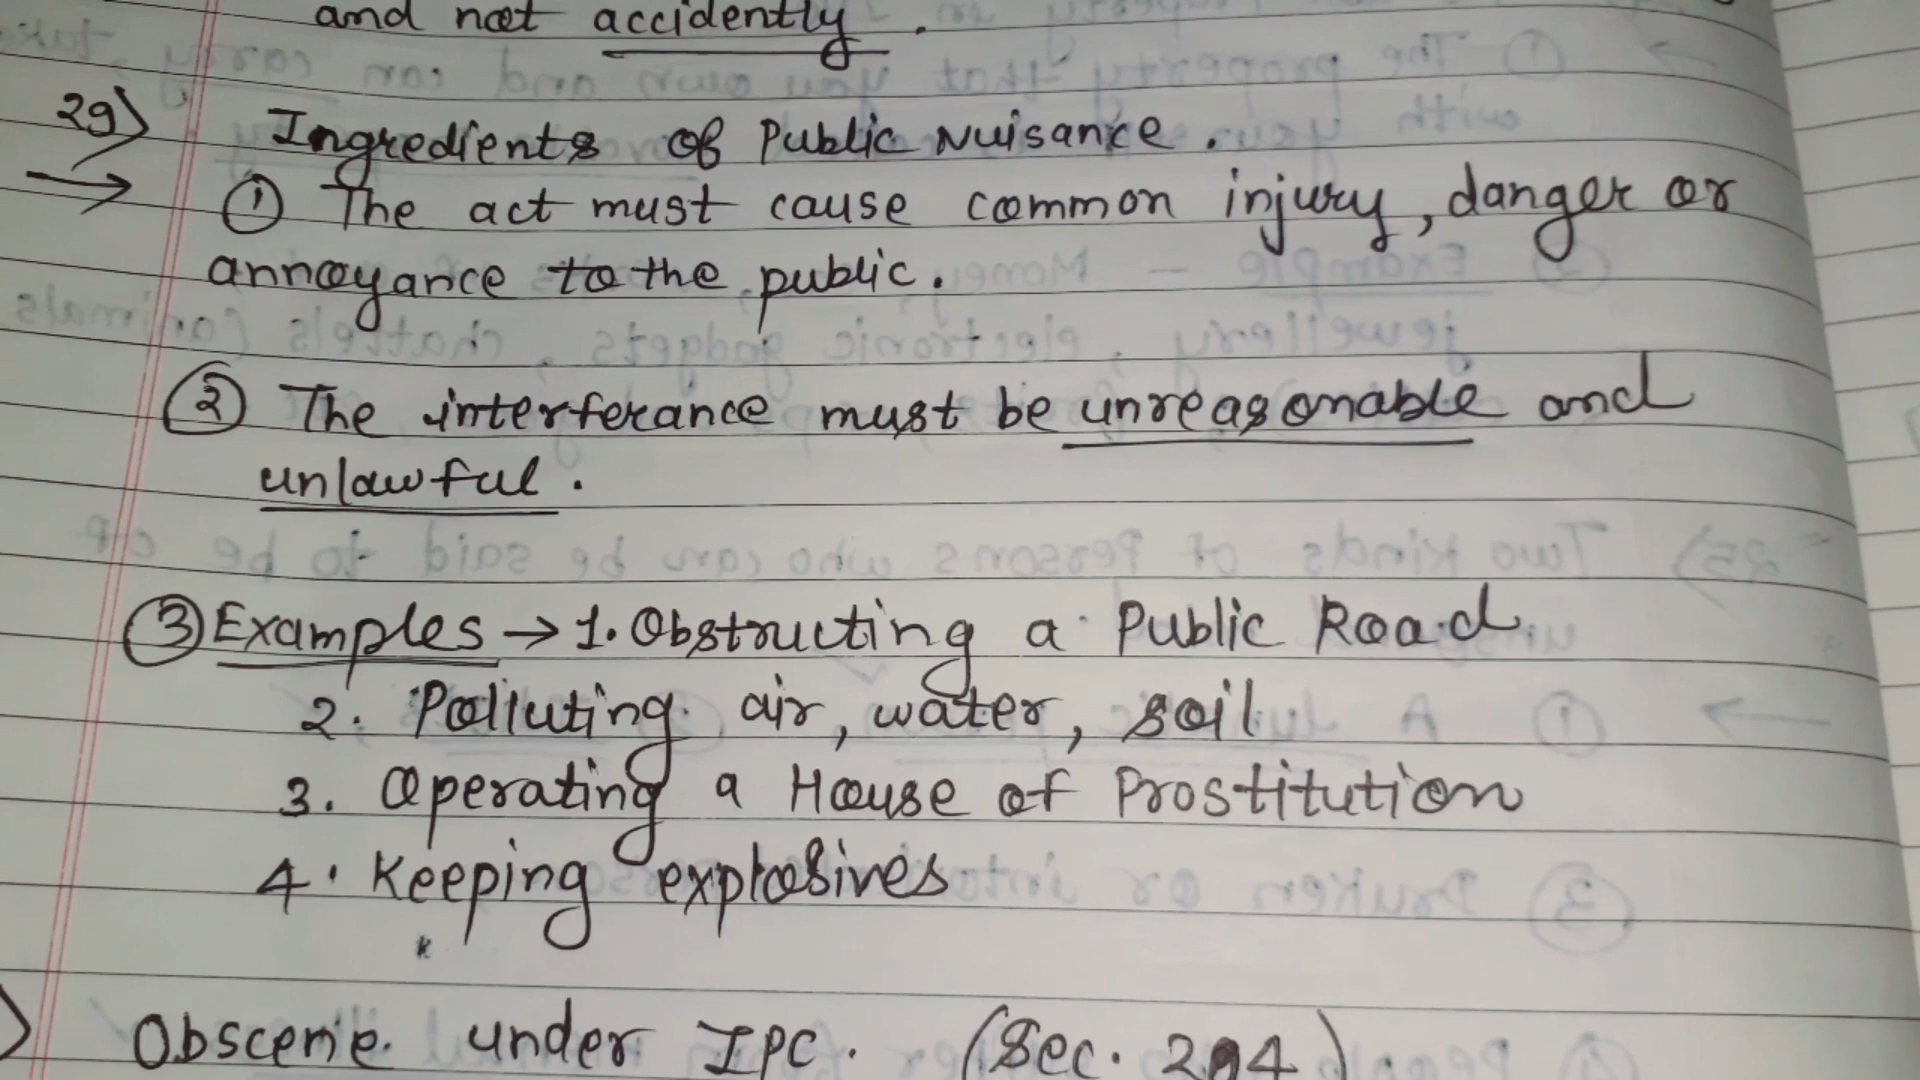 and not accidently.
29) Ingredients of Public Nuisance.
→ ① The act must cause common injury, danger or
annoyance to the public.
② The interferance must be unreasonable and
unlawful.
③ Examples → 1. Obstructing a Public Road
2. Polluting air, water, soil
3. Operating a House of Prostitution
4. Keeping explosives
Obscene under IPC. (Sec. 294)